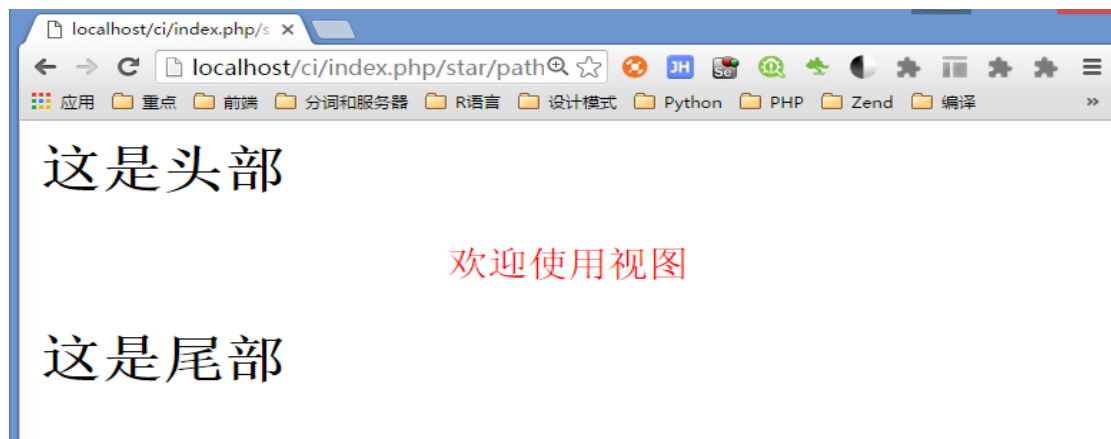 localhost/ci/index.php/s
localhost/ci/index.php/star/path
应用 重点 前端 分词和服务器 R语言 设计模式 Python PHP Zend 编译 »
这是头部
欢迎使用视图
这是尾部